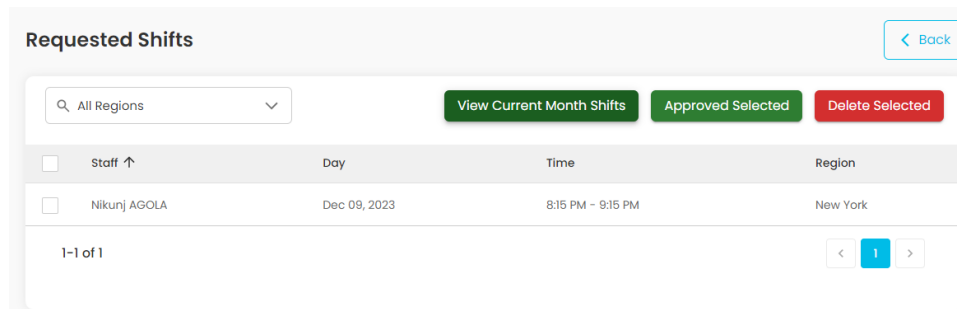 Requested Shifts
Back
All Regions
View Current Month Shifts
Approved Selected
Delete Selected
Staff ↑ Day Time Region
Nikunj AGOLA Dec 09, 2023 8:15 PM - 9:15 PM New York
1-1 of 1
< 1 >